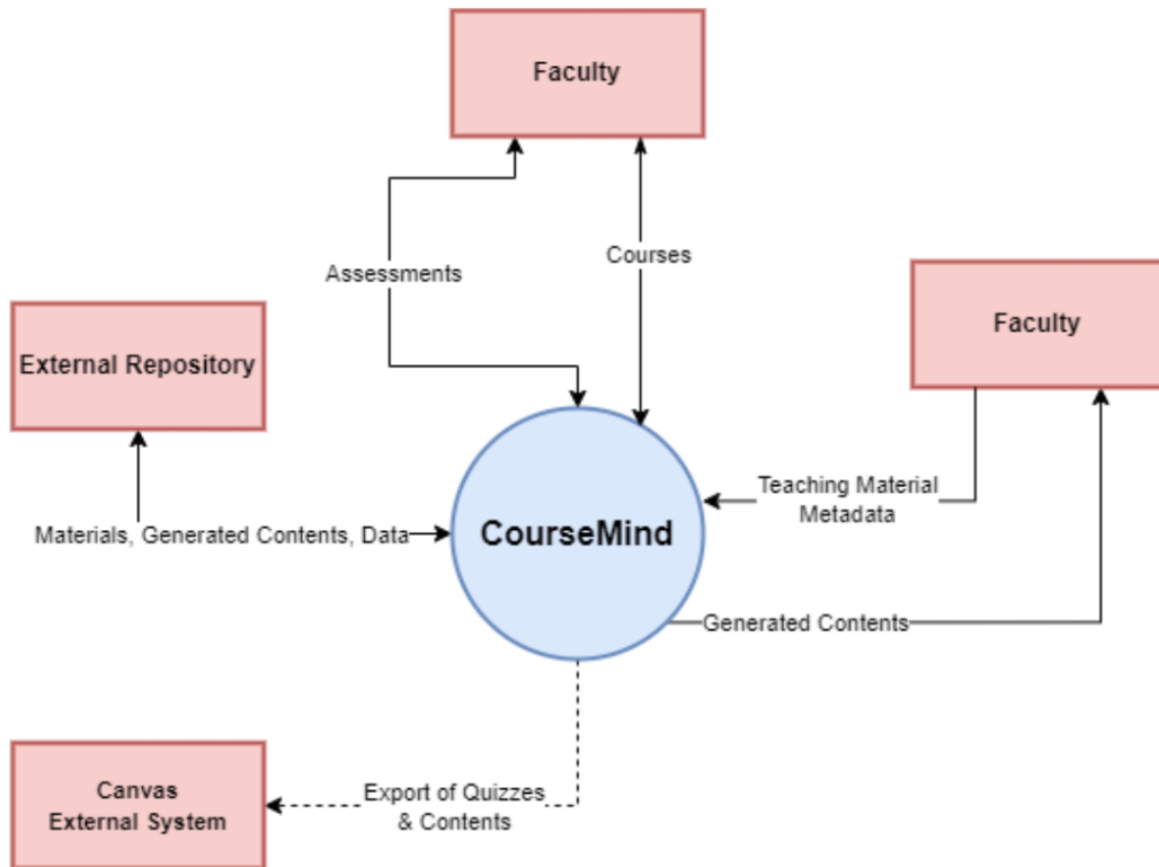 Faculty
Courses
Assessments
Faculty
External Repository
Teaching Material
Metadata
CourseMind
Materials, Generated Contents, Data
Generated Contents
Canvas
External System
Export of Quizzes
& Contents